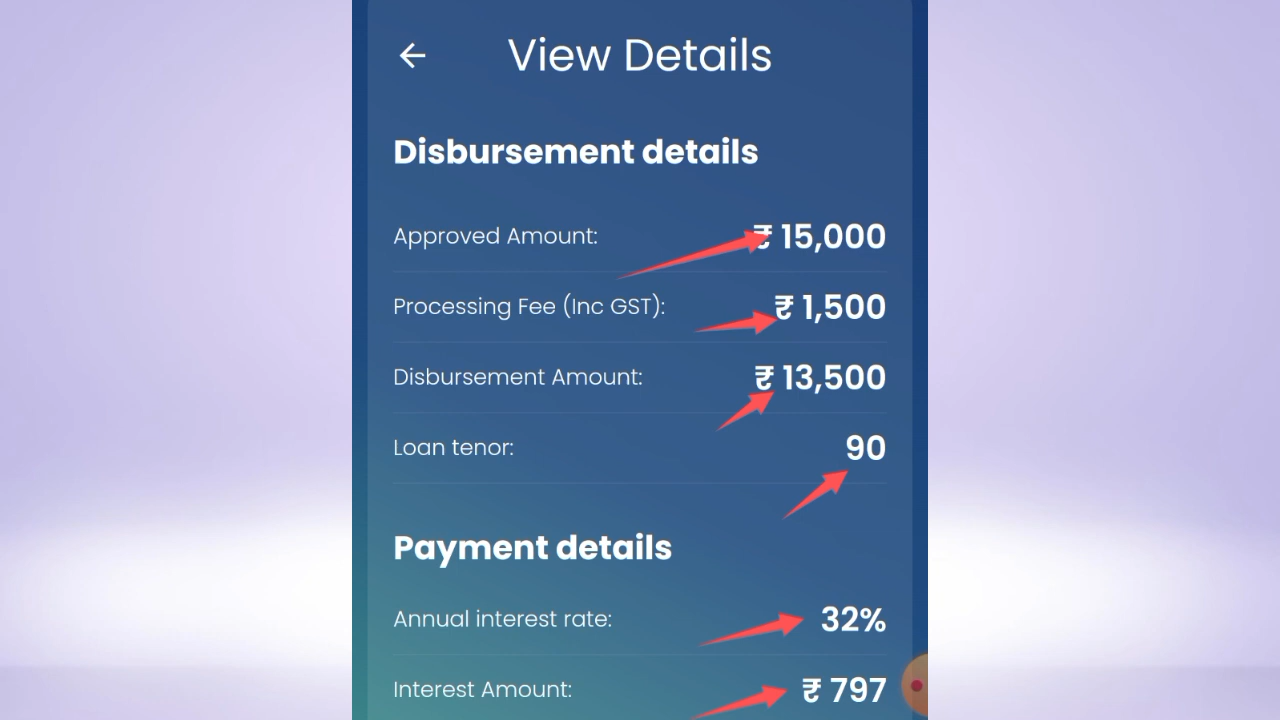 View Details
Disbursement details
Approved Amount: ₹ 15,000
Processing Fee (Inc GST): ₹ 1,500
Disbursement Amount: ₹ 13,500
Loan tenor: 90
Payment details
Annual interest rate: 32%
Interest Amount: ₹ 797